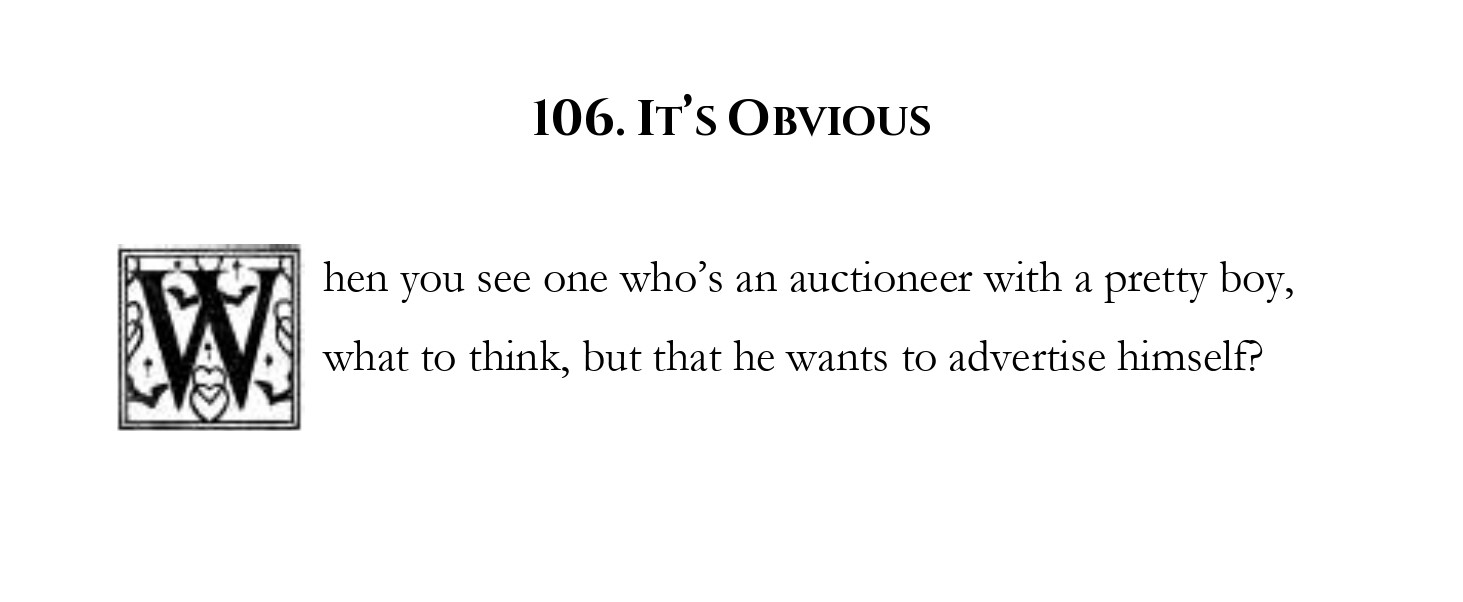 106. It’s Obvious
When you see one who’s an auctioneer with a pretty boy,
what to think, but that he wants to advertise himself?